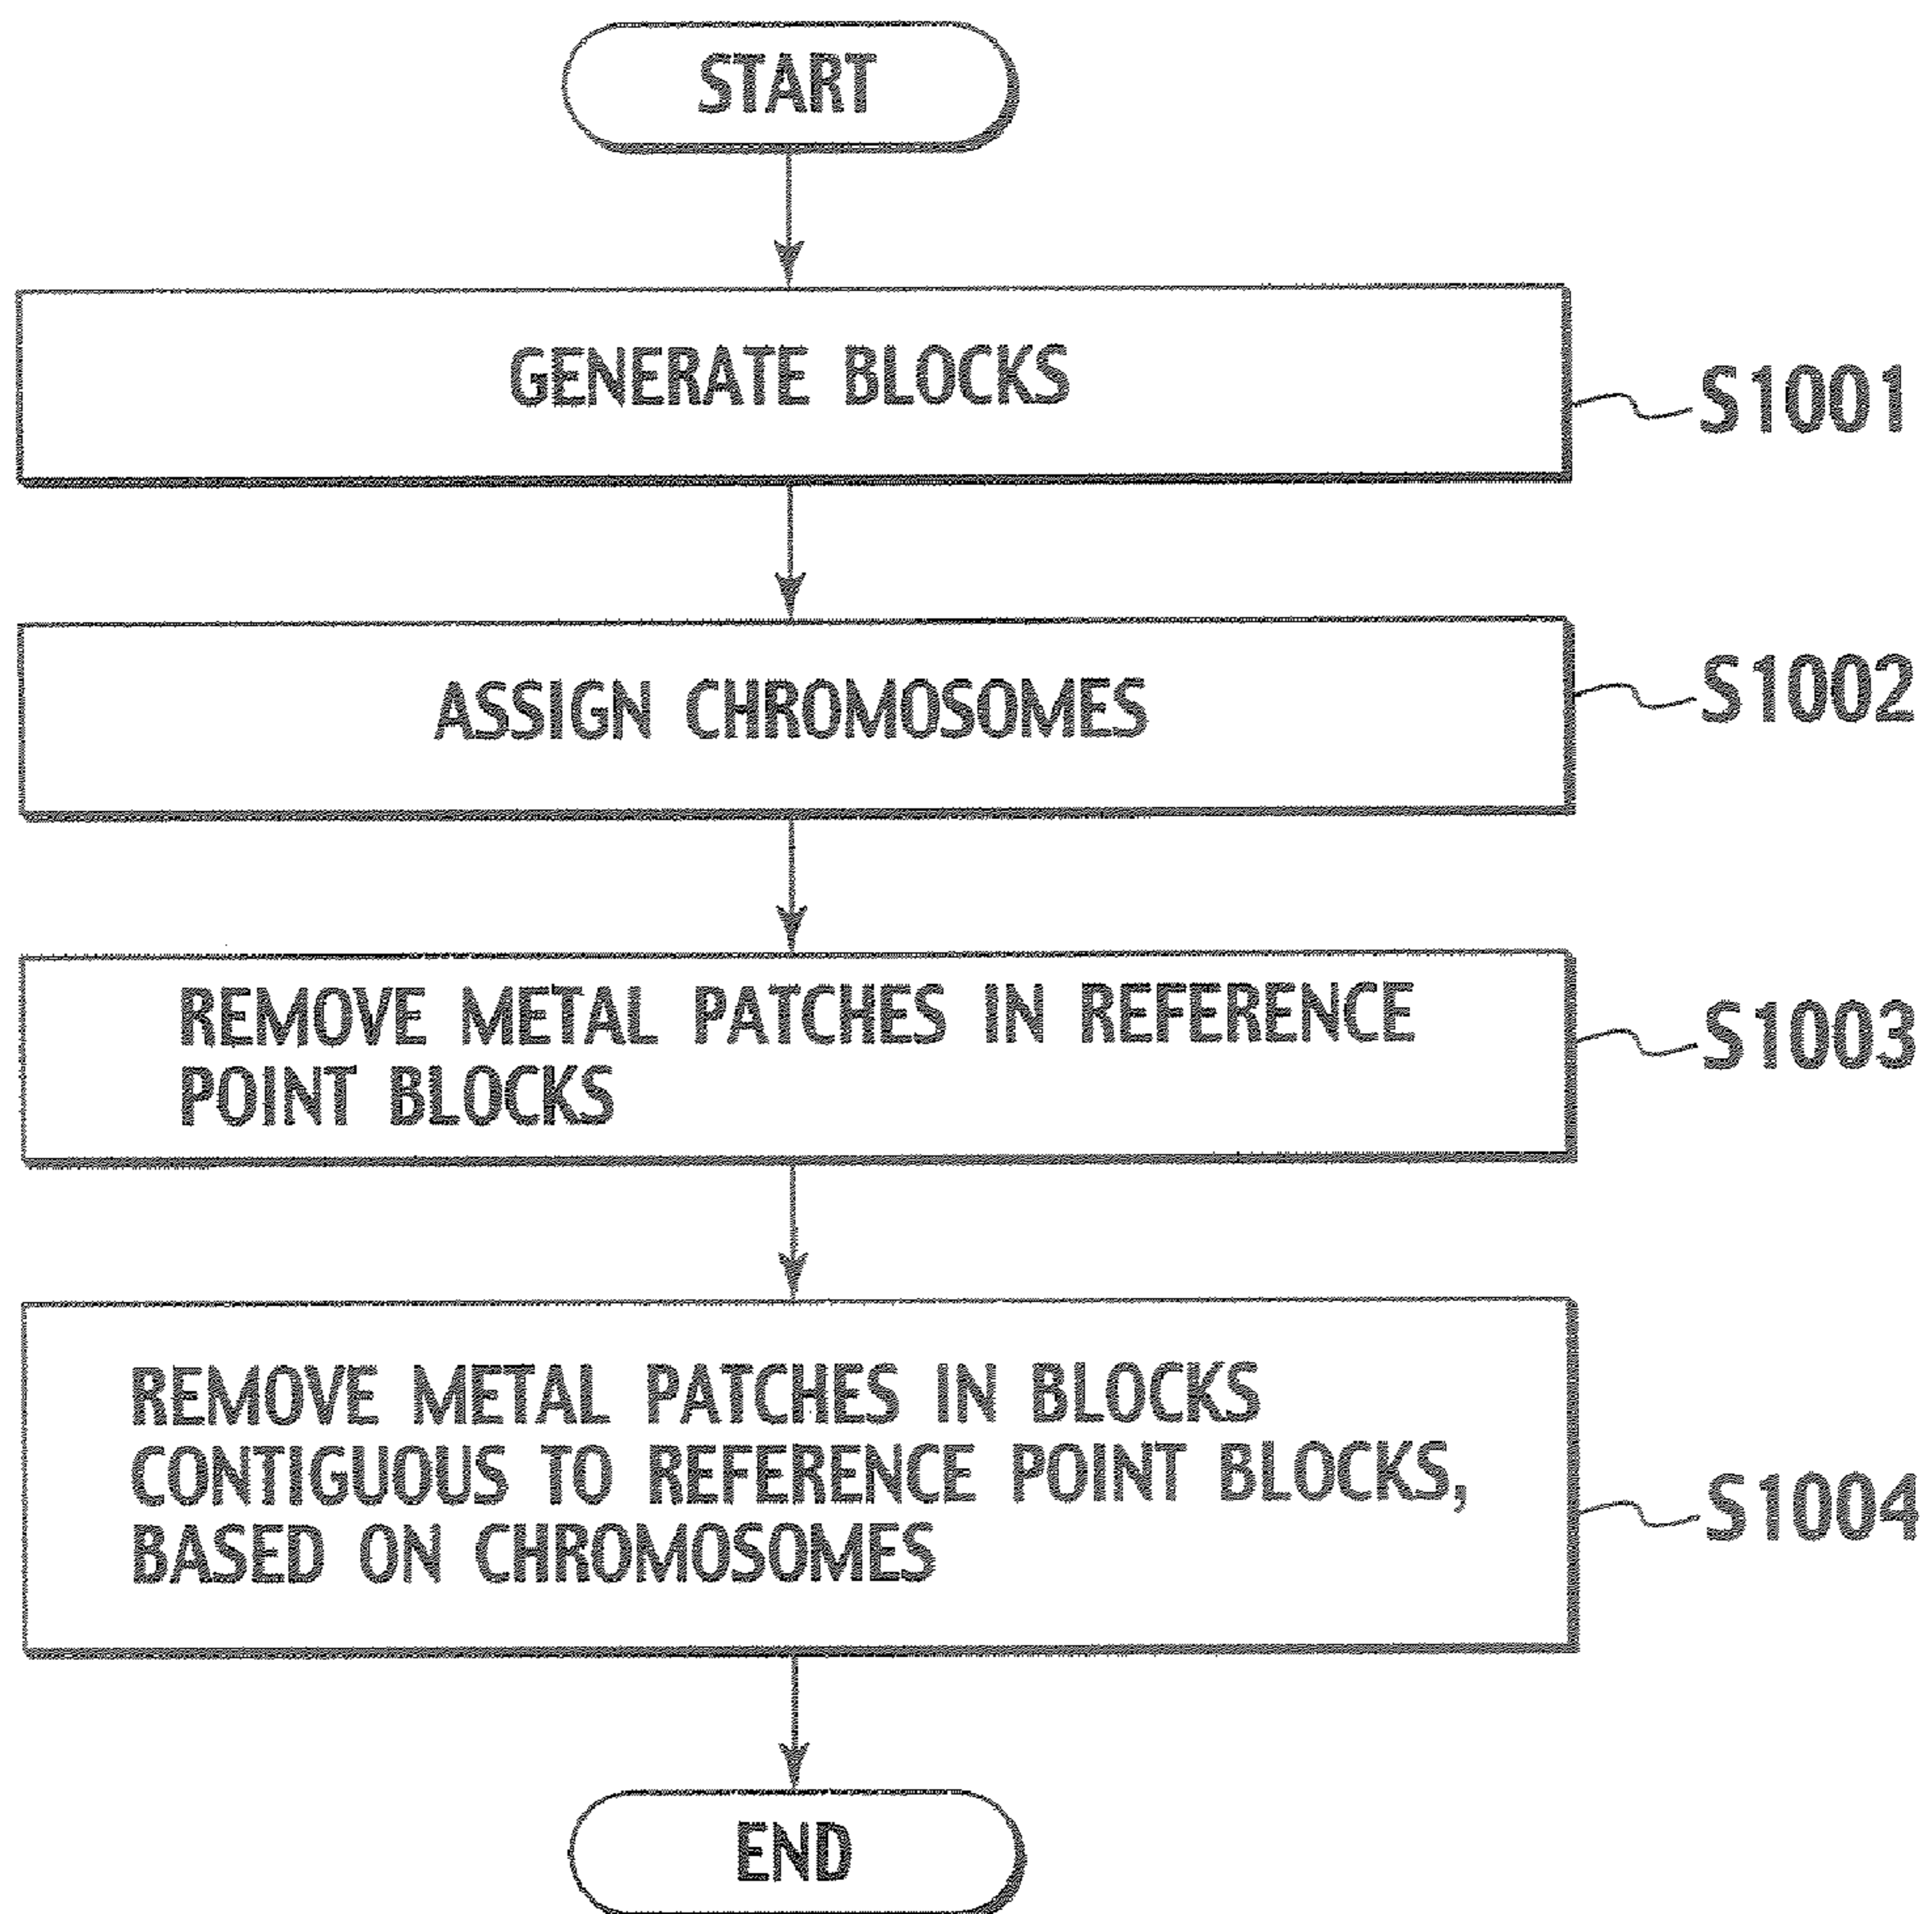 START
GENERATE BLOCKS
S1001
ASSIGN CHROMOSOMES
S1002
REMOVE METAL PATCHES IN REFERENCE
POINT BLOCKS
S1003
REMOVE METAL PATCHES IN BLOCKS
CONTIGUOUS TO REFERENCE POINT BLOCKS,
BASED ON CHROMOSOMES
S1004
END